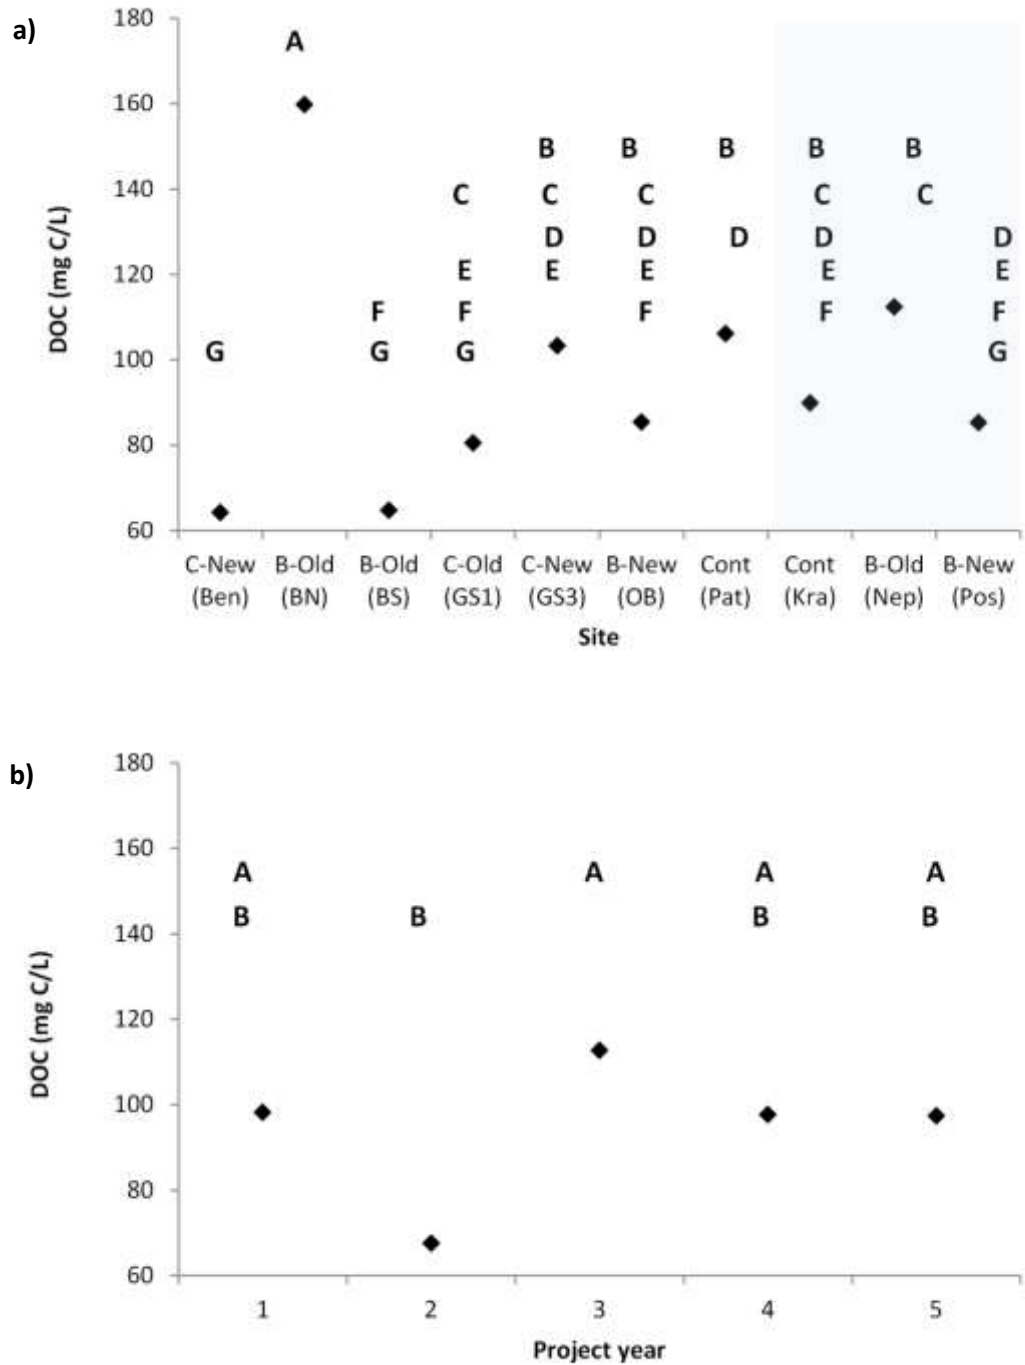 a)
180
A
160
B B B B B
140
C C C C C
D D D D D
120
E E E E E
F F F F F
100
G G G G
80
60
C-New B-Old B-Old C-Old C-New B-New Cont Cont B-Old B-New
(Ben) (BN) (BS) (GS1) (GS3) (OB) (Pat) (Kra) (Nep) (Pos)
Site
DOC (mg C/L)
b)
180
160
A A A A
B B B B
140
120
100
80
60
1 2 3 4 5
Project year
DOC (mg C/L)